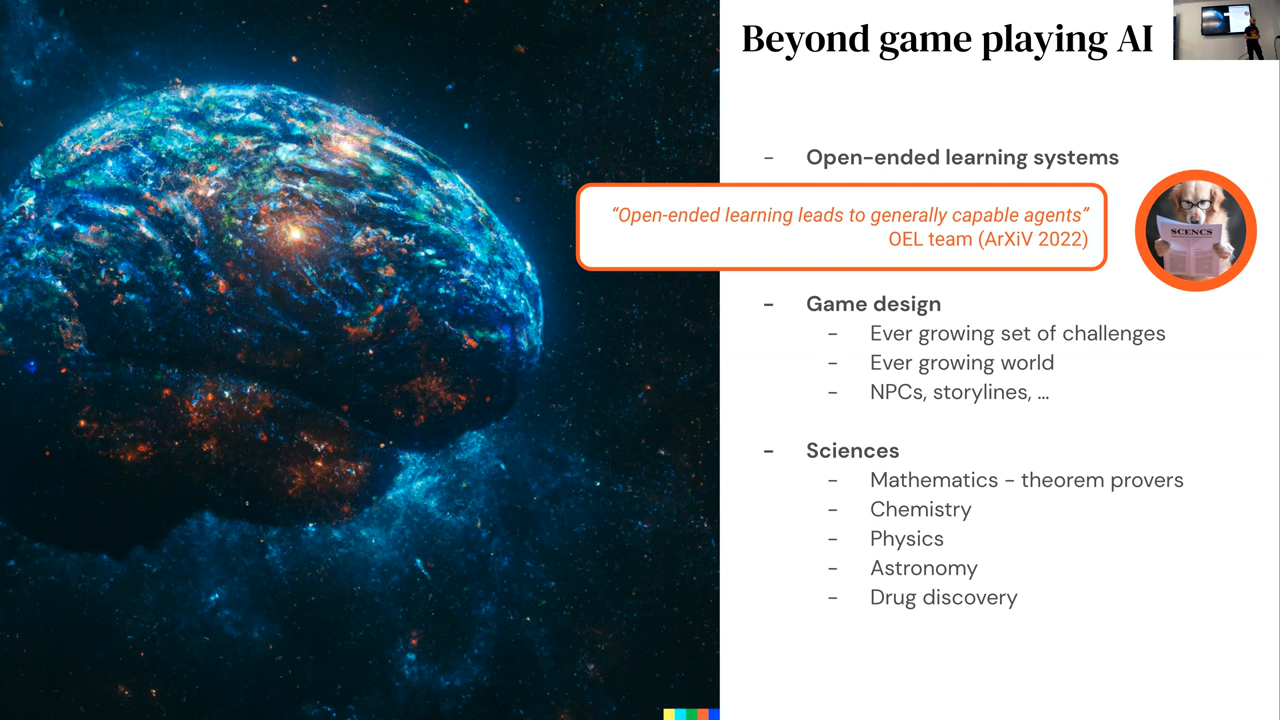 Beyond game playing AI
- Open-ended learning systems
“Open-ended learning leads to generally capable agents”
OEL team (ArXiV 2022)
SCENCS
- Game design
- Ever growing set of challenges
- Ever growing world
- NPCs, storylines, …
- Sciences
- Mathematics - theorem provers
- Chemistry
- Physics
- Astronomy
- Drug discovery